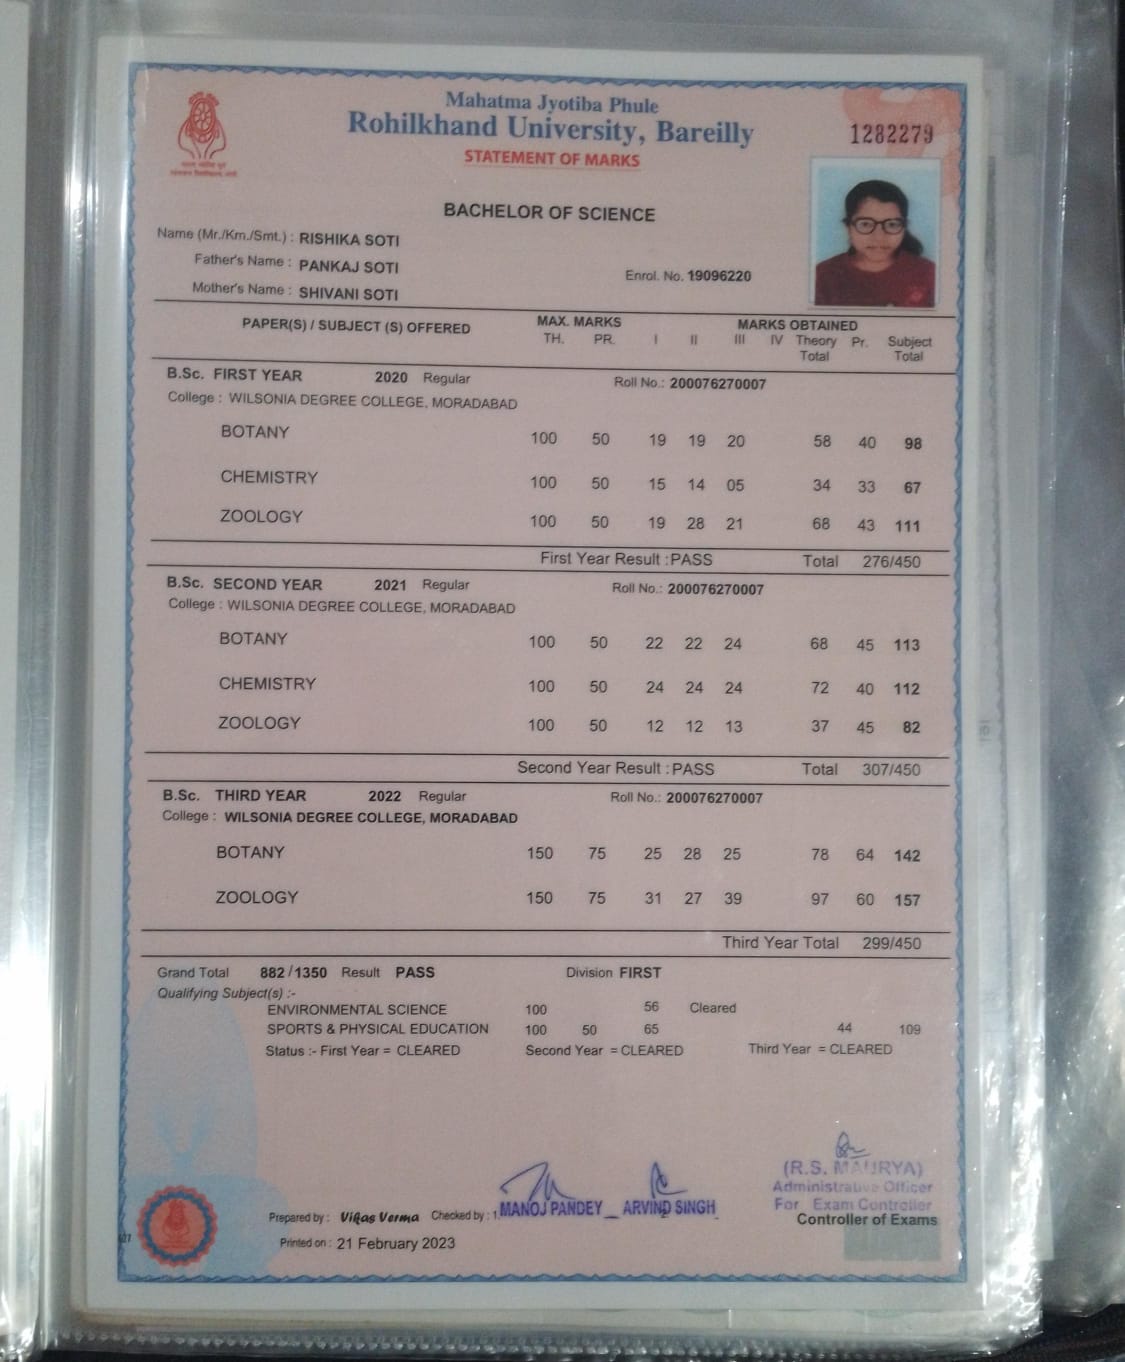 Mahatma Jyotiba Phule
Rohilkhand University, Bareilly
1282279
STATEMENT OF MARKS
BACHELOR OF SCIENCE
Name (Mr./Km./Smt.) : RISHIKA SOTI
Father's Name : PANKAJ SOTI
Enrol. No. 19096220
Mother's Name : SHIVANI SOTI
PAPER(S) / SUBJECT (S) OFFERED MAX. MARKS MARKS OBTAINED
TH. PR. I II III IV Theory Total Pr. Subject Total
B.Sc. FIRST YEAR 2020 Regular Roll No.: 200076270007
College : WILSONIA DEGREE COLLEGE, MORADABAD
BOTANY 100 50 19 19 20 58 40 98
CHEMISTRY 100 50 15 14 05 34 33 67
ZOOLOGY 100 50 19 28 21 68 43 111
First Year Result : PASS Total 276/450
B.Sc. SECOND YEAR 2021 Regular Roll No.: 200076270007
College : WILSONIA DEGREE COLLEGE, MORADABAD
BOTANY 100 50 22 22 24 68 45 113
CHEMISTRY 100 50 24 24 24 72 40 112
ZOOLOGY 100 50 12 12 13 37 45 82
Second Year Result : PASS Total 307/450
B.Sc. THIRD YEAR 2022 Regular Roll No.: 200076270007
College : WILSONIA DEGREE COLLEGE, MORADABAD
BOTANY 150 75 25 28 25 78 64 142
ZOOLOGY 150 75 31 27 39 97 60 157
Third Year Total 299/450
Grand Total 882/1350 Result PASS Division FIRST
Qualifying Subject(s) :-
ENVIRONMENTAL SCIENCE 100 56 Cleared
SPORTS & PHYSICAL EDUCATION 100 50 65 44 109
Status :- First Year = CLEARED Second Year = CLEARED Third Year = CLEARED
(R.S. MAURYA)
Administrative Officer
For Exam Controller
Controller of Exams
Prepared by : Vikas Verma Checked by : 1. MANOJ PANDEY ARVIND SINGH
Printed on : 21 February 2023